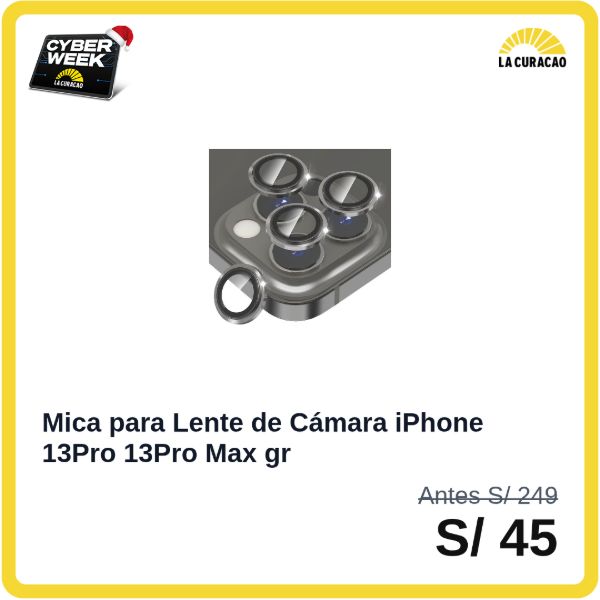 CYBER
WEEK
LA CURACAO
LA CURACAO
Mica para Lente de Cámara iPhone
13Pro 13Pro Max gr
Antes S/ 249
S/ 45